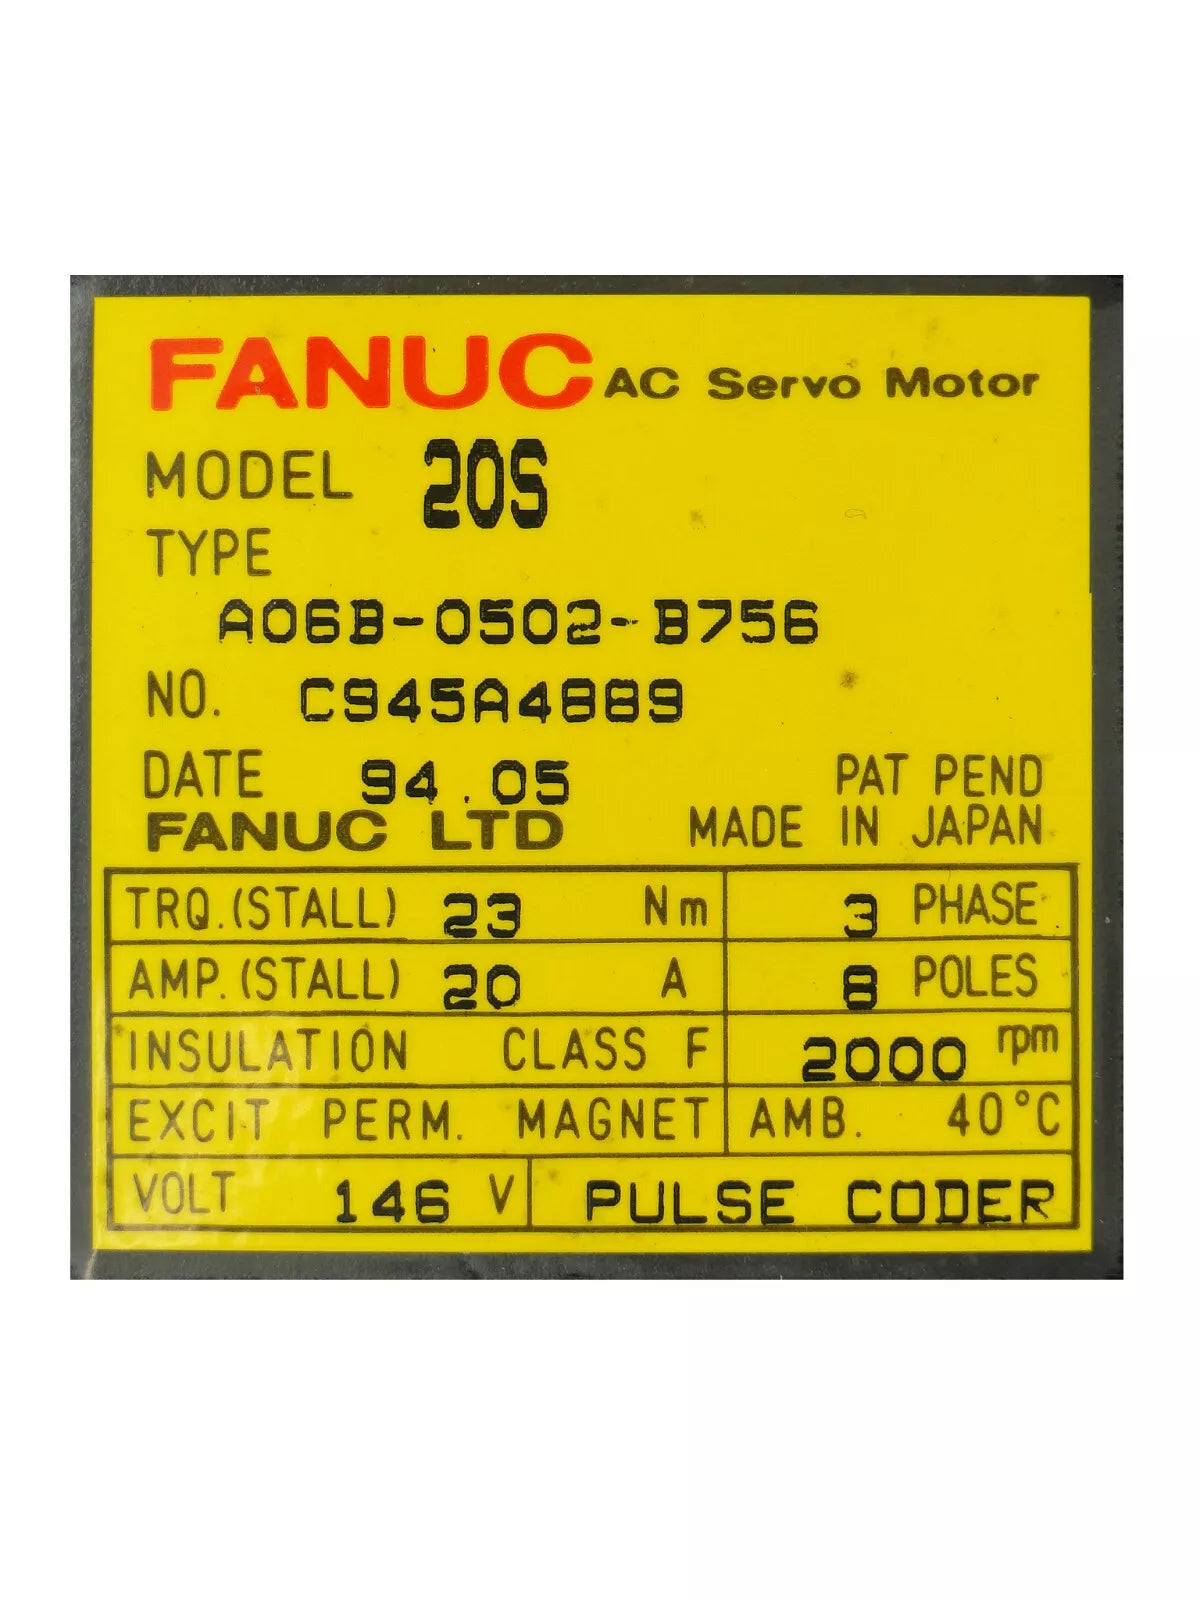 FANUC AC Servo Motor
MODEL 20S
TYPE
A06B-0502-B756
NO. C945A4889
DATE 94.05 PAT PEND
FANUC LTD MADE IN JAPAN
TRQ.(STALL) 23 Nm 3 PHASE
AMP.(STALL) 20 A 8 POLES
INSULATION CLASS F 2000 rpm
EXCIT PERM. MAGNET AMB. 40°C
VOLT 146 V PULSE CODER